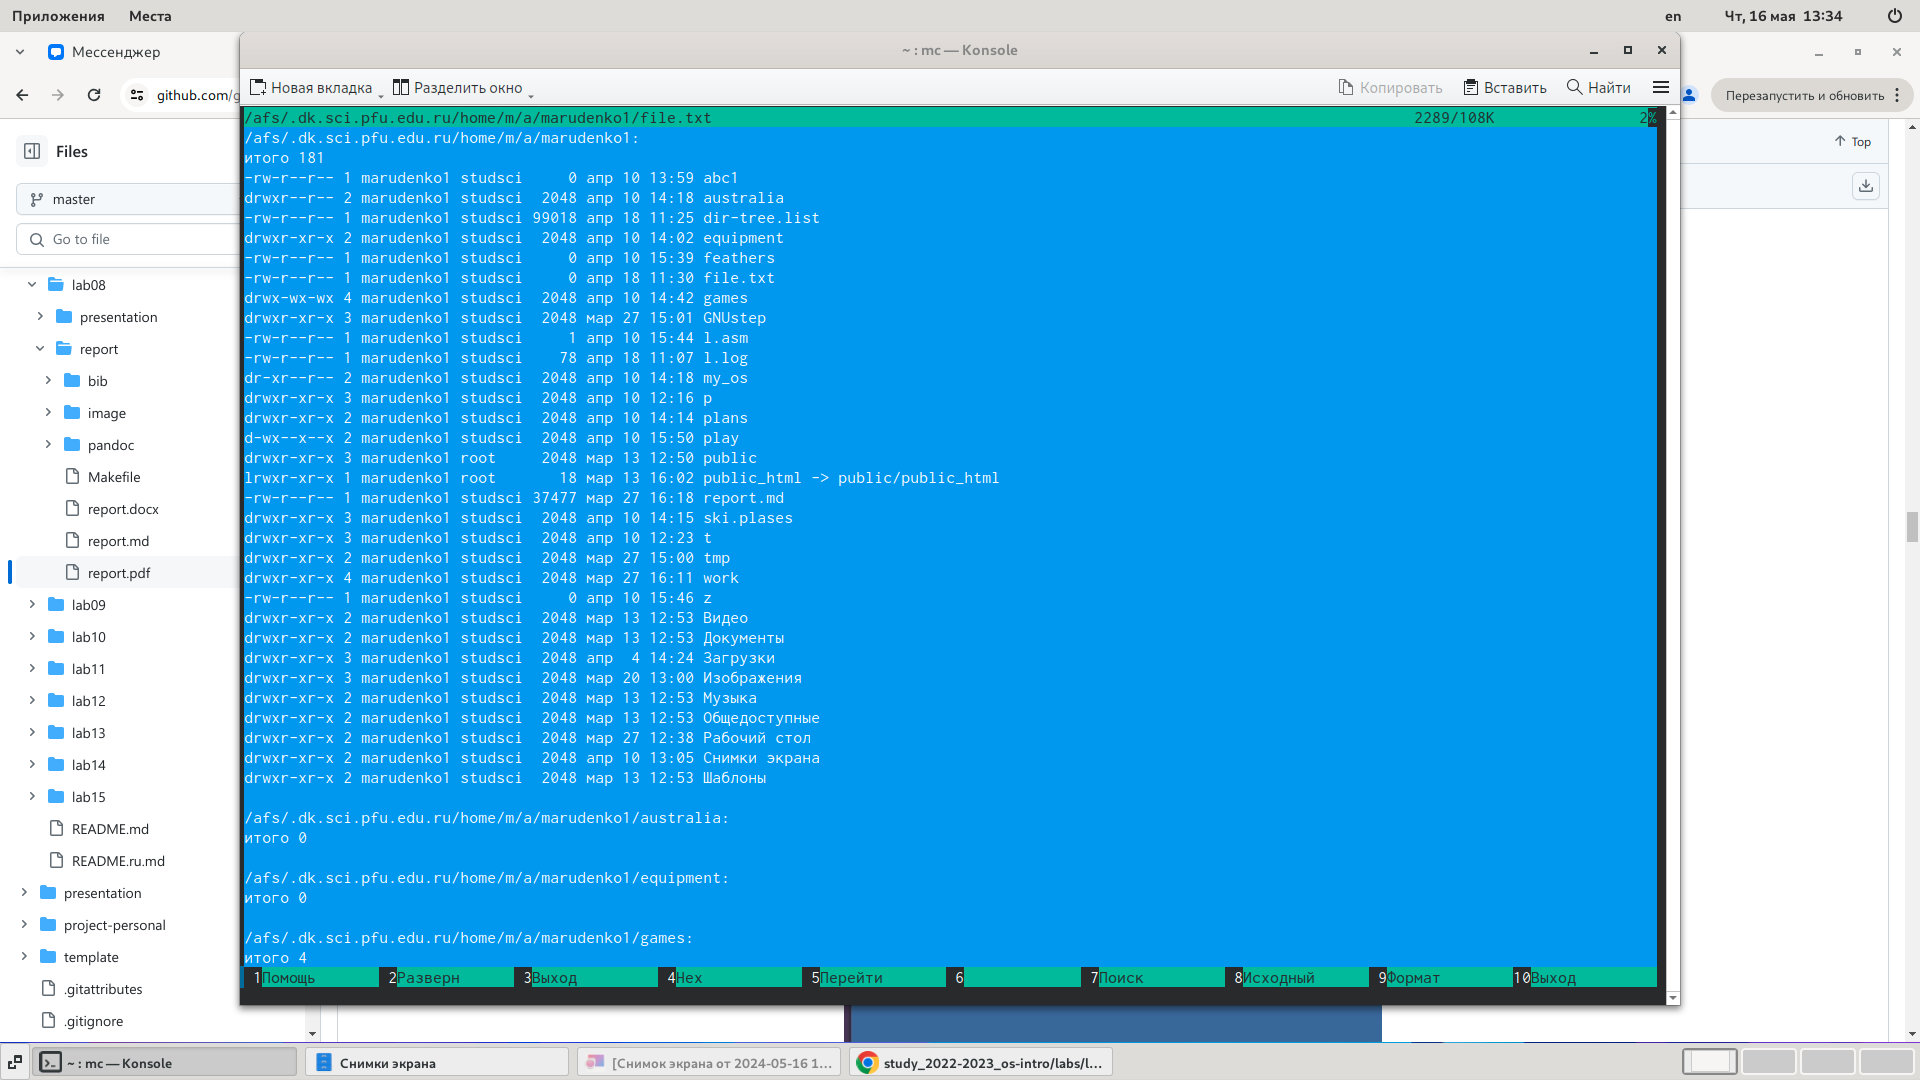 Приложения Места
en Чт, 16 мая 13:34
Мессенджер
github.com/g
Перезапустить и обновить
Files
master
Go to file
lab08
presentation
report
bib
image
pandoc
Makefile
report.docx
report.md
report.pdf
lab09
lab10
lab11
lab12
lab13
lab14
lab15
README.md
README.ru.md
presentation
project-personal
template
.gitattributes
.gitignore
Top
~ : mc — Konsole
Новая вкладка Разделить окно Копировать Вставить Найти
/afs/.dk.sci.pfu.edu.ru/home/m/a/marudenko1/file.txt 2289/108K 2%
/afs/.dk.sci.pfu.edu.ru/home/m/a/marudenko1:
итого 181
-rw-r--r-- 1 marudenko1 studsci 0 апр 10 13:59 abc1
drwxr--r-- 2 marudenko1 studsci 2048 апр 10 14:18 australia
-rw-r--r-- 1 marudenko1 studsci 99018 апр 18 11:25 dir-tree.list
drwxr-xr-x 2 marudenko1 studsci 2048 апр 10 14:02 equipment
-rw-r--r-- 1 marudenko1 studsci 0 апр 10 15:39 feathers
-rw-r--r-- 1 marudenko1 studsci 0 апр 18 11:30 file.txt
drwx-wx-wx 4 marudenko1 studsci 2048 апр 10 14:42 games
drwxr-xr-x 3 marudenko1 studsci 2048 мар 27 15:01 GNUstep
-rw-r--r-- 1 marudenko1 studsci 1 апр 10 15:44 l.asm
-rw-r--r-- 1 marudenko1 studsci 78 апр 18 11:07 l.log
dr-xr--r-- 2 marudenko1 studsci 2048 апр 10 14:18 my_os
drwxr-xr-x 3 marudenko1 studsci 2048 апр 10 12:16 p
drwxr-xr-x 2 marudenko1 studsci 2048 апр 10 14:14 plans
d-wx--x--x 2 marudenko1 studsci 2048 апр 10 15:50 play
drwxr-xr-x 3 marudenko1 root 2048 мар 13 12:50 public
lrwxr-xr-x 1 marudenko1 root 18 мар 13 16:02 public_html -> public/public_html
-rw-r--r-- 1 marudenko1 studsci 37477 мар 27 16:18 report.md
drwxr-xr-x 3 marudenko1 studsci 2048 апр 10 14:15 ski.plases
drwxr-xr-x 3 marudenko1 studsci 2048 апр 10 12:23 t
drwxr-xr-x 2 marudenko1 studsci 2048 мар 27 15:00 tmp
drwxr-xr-x 4 marudenko1 studsci 2048 мар 27 16:11 work
-rw-r--r-- 1 marudenko1 studsci 0 апр 10 15:46 z
drwxr-xr-x 2 marudenko1 studsci 2048 мар 13 12:53 Видео
drwxr-xr-x 2 marudenko1 studsci 2048 мар 13 12:53 Документы
drwxr-xr-x 3 marudenko1 studsci 2048 апр 4 14:24 Загрузки
drwxr-xr-x 3 marudenko1 studsci 2048 мар 20 13:00 Изображения
drwxr-xr-x 2 marudenko1 studsci 2048 мар 13 12:53 Музыка
drwxr-xr-x 2 marudenko1 studsci 2048 мар 13 12:53 Общедоступные
drwxr-xr-x 2 marudenko1 studsci 2048 мар 27 12:38 Рабочий стол
drwxr-xr-x 2 marudenko1 studsci 2048 апр 10 13:05 Снимки экрана
drwxr-xr-x 2 marudenko1 studsci 2048 мар 13 12:53 Шаблоны
/afs/.dk.sci.pfu.edu.ru/home/m/a/marudenko1/australia:
итого 0
/afs/.dk.sci.pfu.edu.ru/home/m/a/marudenko1/equipment:
итого 0
/afs/.dk.sci.pfu.edu.ru/home/m/a/marudenko1/games:
итого 4
1Помощь 2Разверн 3Выход 4Hex 5Перейти 6 7Поиск 8Исходный 9Формат 10Выход
~ : mc — Konsole
Снимки экрана
[Снимок экрана от 2024-05-16 1...
study_2022-2023_os-intro/labs/l...